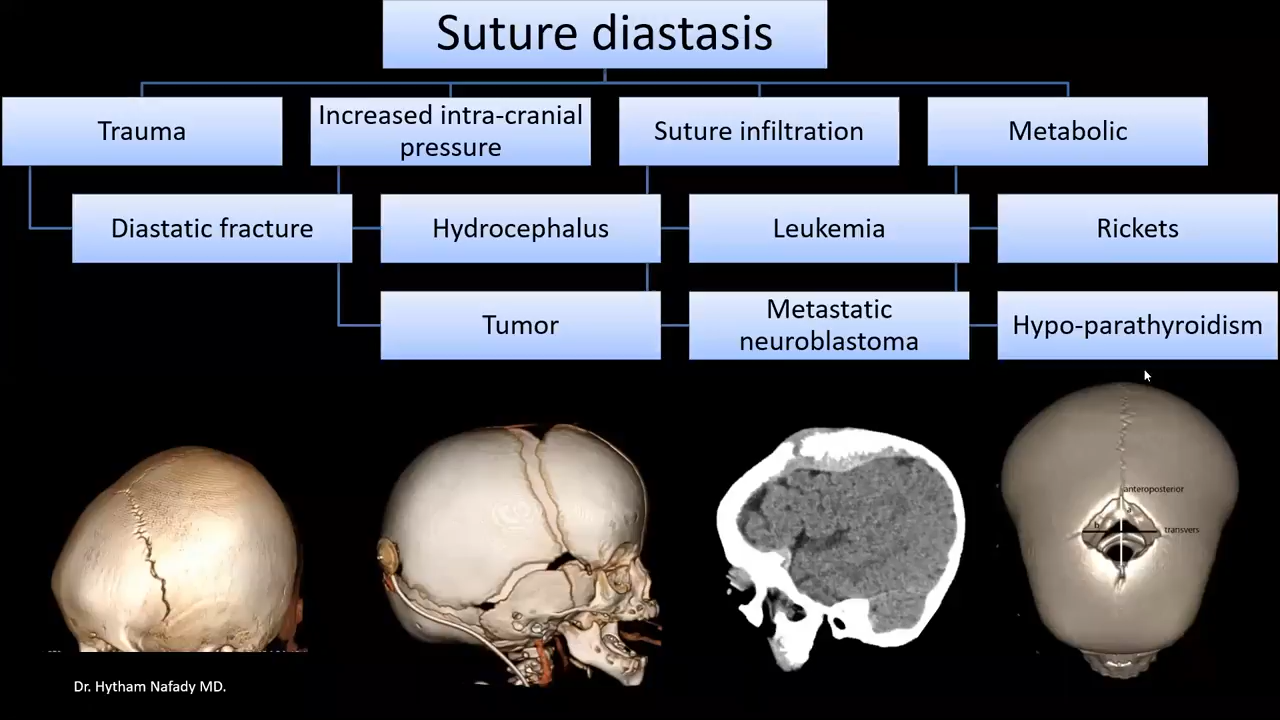 Suture diastasis
Trauma
Increased intra-cranial
pressure
Suture infiltration
Metabolic
Diastatic fracture
Hydrocephalus
Leukemia
Rickets
Tumor
Metastatic
neuroblastoma
Hypo-parathyroidism
anteroposterior
a
b
transvers
Dr. Hytham Nafady MD.